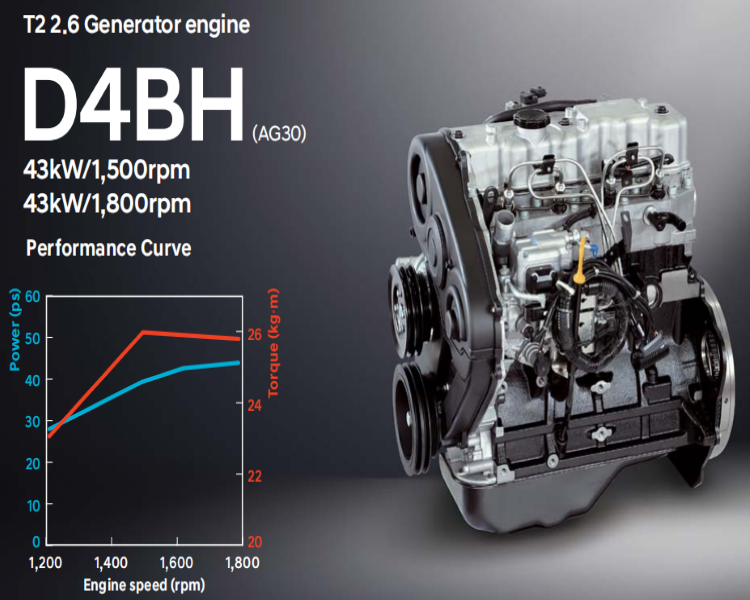 T2 2.6 Generator engine
D4BH (AG30)
43kW/1,500rpm
43kW/1,800rpm
Performance Curve
Power (ps)
60
50
40
30
20
10
0
Torque (kg·m)
26
24
22
20
1,200 1,400 1,600 1,800
Engine speed (rpm)